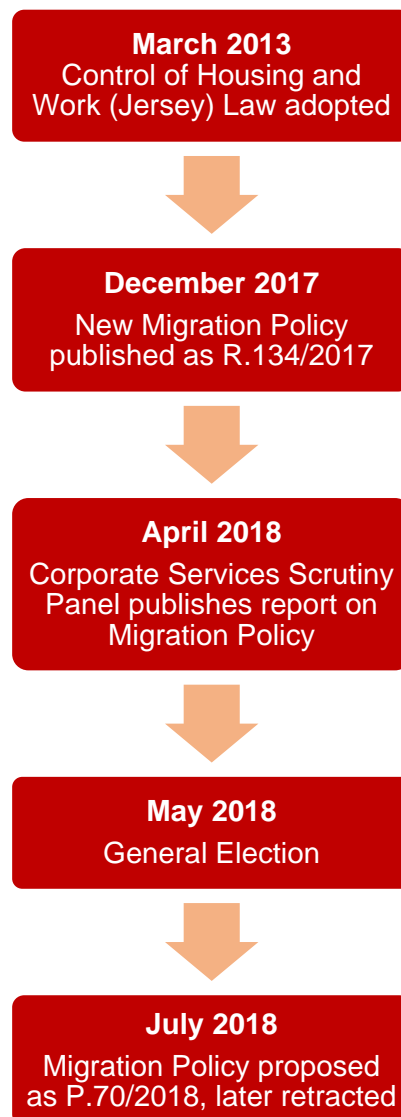 March 2013
Control of Housing and
Work (Jersey) Law adopted
December 2017
New Migration Policy
published as R.134/2017
April 2018
Corporate Services Scrutiny
Panel publishes report on
Migration Policy
May 2018
General Election
July 2018
Migration Policy proposed
as P.70/2018, later retracted